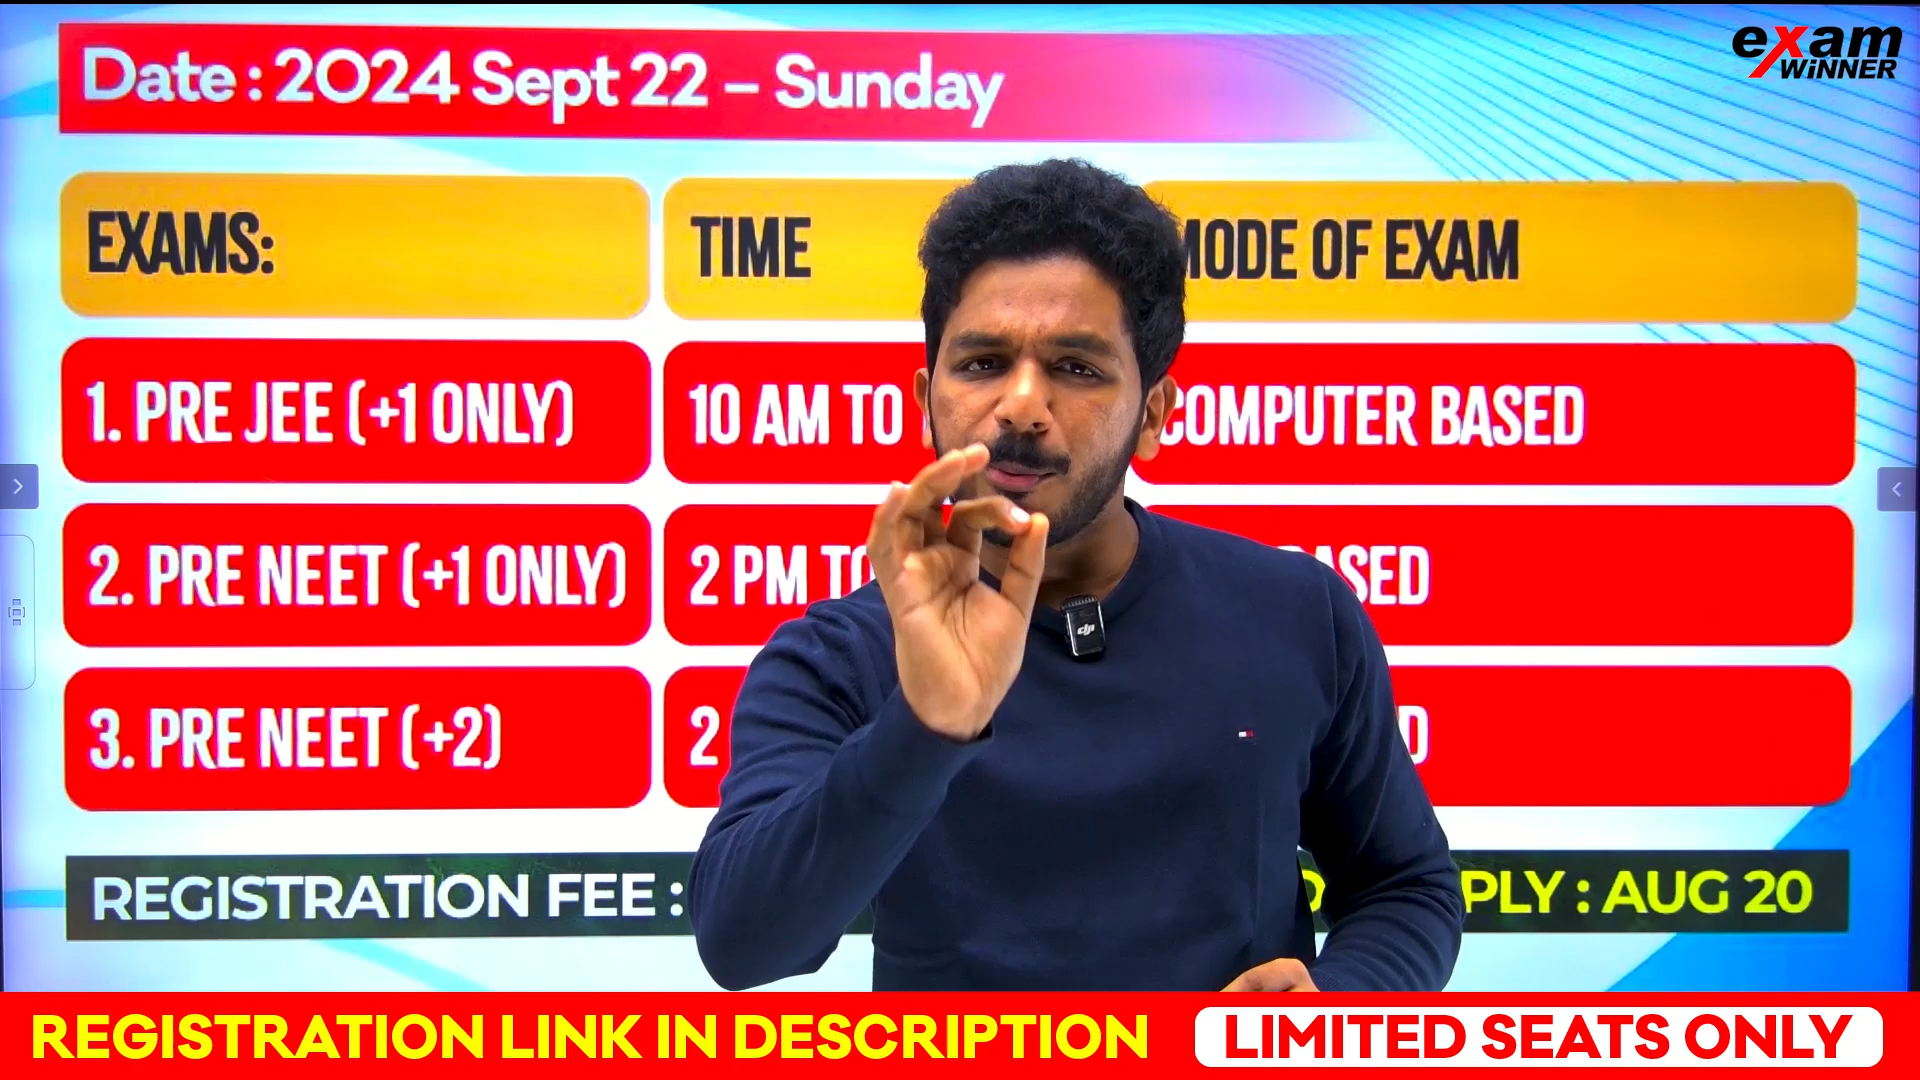 exam
WiNNER
Date : 2024 Sept 22 – Sunday
EXAMS:
TIME
MODE OF EXAM
1. PRE JEE (+1 ONLY)
10 AM TO
COMPUTER BASED
2. PRE NEET (+1 ONLY)
2 PM TO
3. PRE NEET (+2)
2
REGISTRATION FEE :
: AUG 20
dji
REGISTRATION LINK IN DESCRIPTION
LIMITED SEATS ONLY